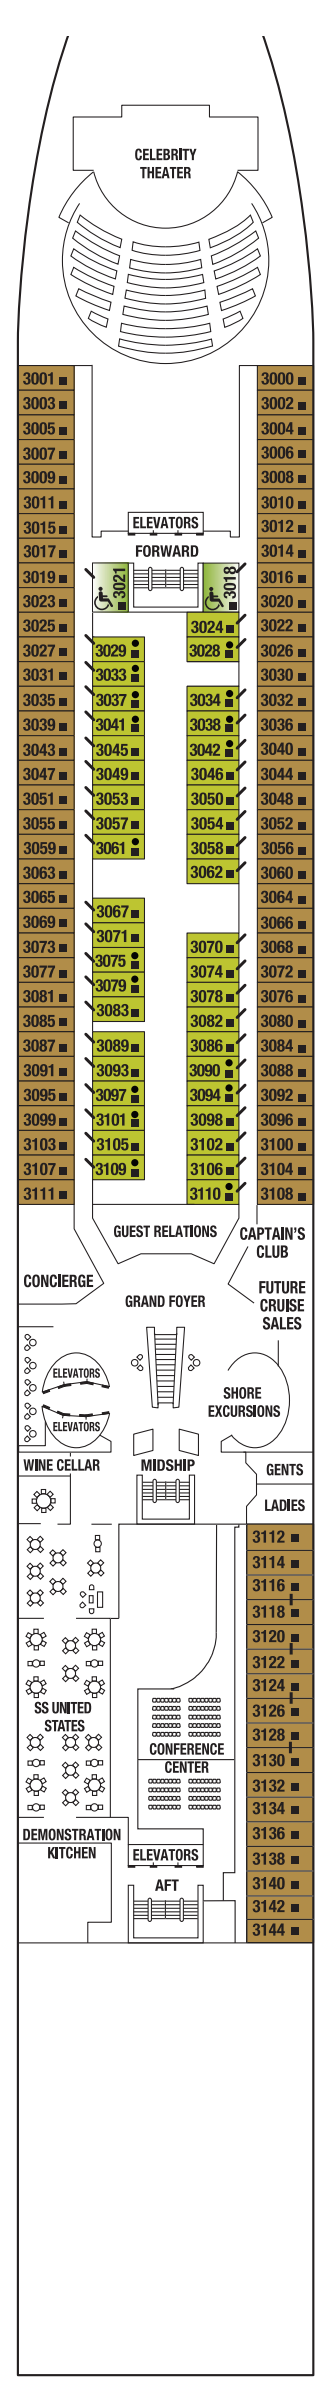 CELEBRITY
THEATER
3001 3000
3003 3002
3005 3004
3007 3006
3009 3008
3011 3010
3015 ELEVATORS 3012
3017 FORWARD 3014
3019 3021 3018 3016
3023 3020
3025 3024 3022
3027 3029 3028 3026
3031 3033 3030
3035 3037 3034 3032
3039 3041 3038 3036
3043 3045 3042 3040
3047 3049 3046 3044
3051 3053 3050 3048
3055 3057 3054 3052
3059 3061 3058 3056
3063 3062 3060
3065 3064
3069 3067 3066
3073 3071 3070 3068
3077 3075 3074 3072
3081 3079 3078 3076
3085 3083 3082 3080
3087 3089 3086 3084
3091 3093 3090 3088
3095 3097 3094 3092
3099 3101 3098 3096
3103 3105 3102 3100
3107 3109 3106 3104
3111 3110 3108
GUEST RELATIONS
CAPTAIN'S
CLUB
CONCIERGE
GRAND FOYER
FUTURE
CRUISE
SALES
ELEVATORS
SHORE
EXCURSIONS
ELEVATORS
WINE CELLAR
MIDSHIP
GENTS
LADIES
3112
3114
3116
3118
3120
3122
3124
3126
3128
3130
3132
3134
3136
3138
3140
3142
3144
SS UNITED
STATES
CONFERENCE
CENTER
DEMONSTRATION
KITCHEN
ELEVATORS
AFT